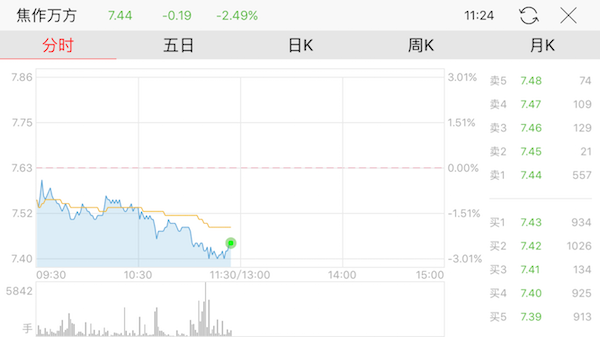 焦作万方 7.44 -0.19 -2.49% 11:24
分时 五日 日K 周K 月K
7.86 3.01% 卖5 7.48 74
卖4 7.47 109
7.75 1.51% 卖3 7.46 129
卖2 7.45 21
7.63 0.00% 卖1 7.44 557
7.52 -1.51% 买1 7.43 934
买2 7.42 1026
7.40 -3.01% 买3 7.41 134
09:30 10:30 11:30/13:00 14:00 15:00
5842 买4 7.40 925
买5 7.39 913
手